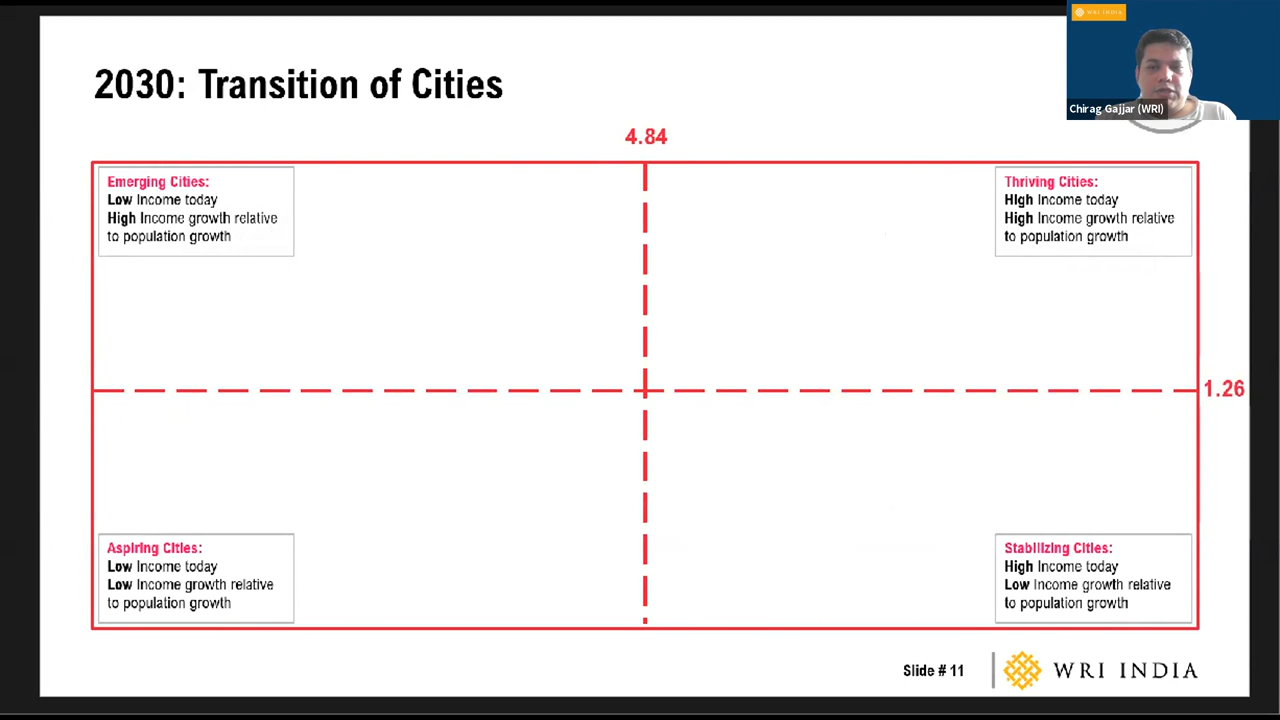 WRI INDIA
Chirag Gajjar (WRI)
2030: Transition of Cities
4.84
Emerging Cities:
Low Income today
High Income growth relative
to population growth
Thriving Cities:
High Income today
High Income growth relative
to population growth
1.26
Aspiring Cities:
Low Income today
Low Income growth relative
to population growth
Stabilizing Cities:
High Income today
Low Income growth relative
to population growth
Slide # 11
WRI INDIA